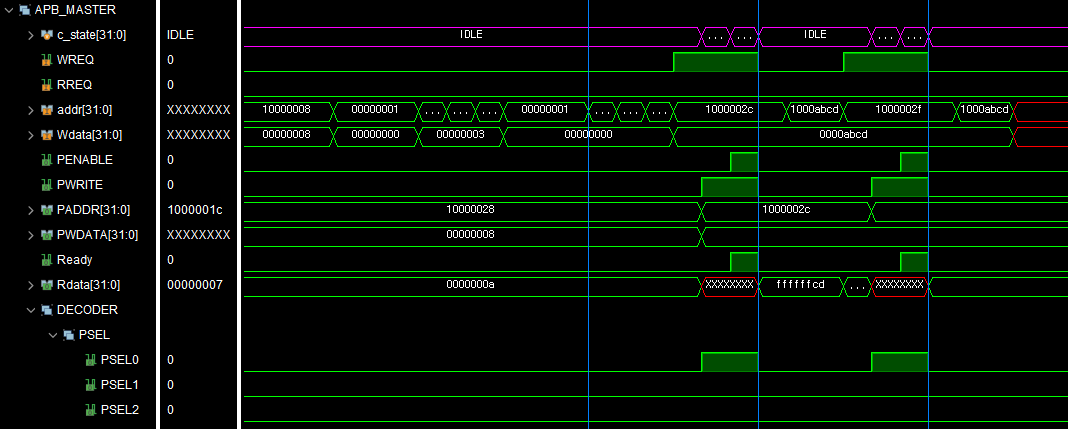 APB_MASTER
c_state[31:0] IDLE IDLE ... ... IDLE ... ...
WREQ 0
RREQ 0
addr[31:0] XXXXXXXX 10000008 00000001 ... ... ... 00000001 ... ... ... 1000002c 1000abcd 1000002f 1000abcd
Wdata[31:0] XXXXXXXX 00000008 00000000 00000003 00000000 0000abcd
PENABLE 0
PWRITE 0
PADDR[31:0] 1000001c 10000028 1000002c
PWDATA[31:0] XXXXXXXX 00000008
Ready 0
Rdata[31:0] 00000007 0000000a XXXXXXXX ffffffcd ... XXXXXXXX
DECODER
PSEL
PSEL0 0
PSEL1 0
PSEL2 0